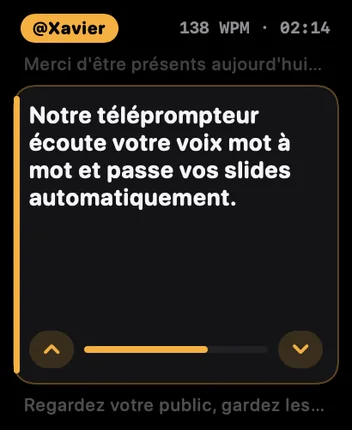 @Xavier
138 WPM · 02:14
Merci d'être présents aujourd'hui...
Notre téléprompteur
écoute votre voix mot à
mot et passe vos slides
automatiquement.
Regardez votre public, gardez les...